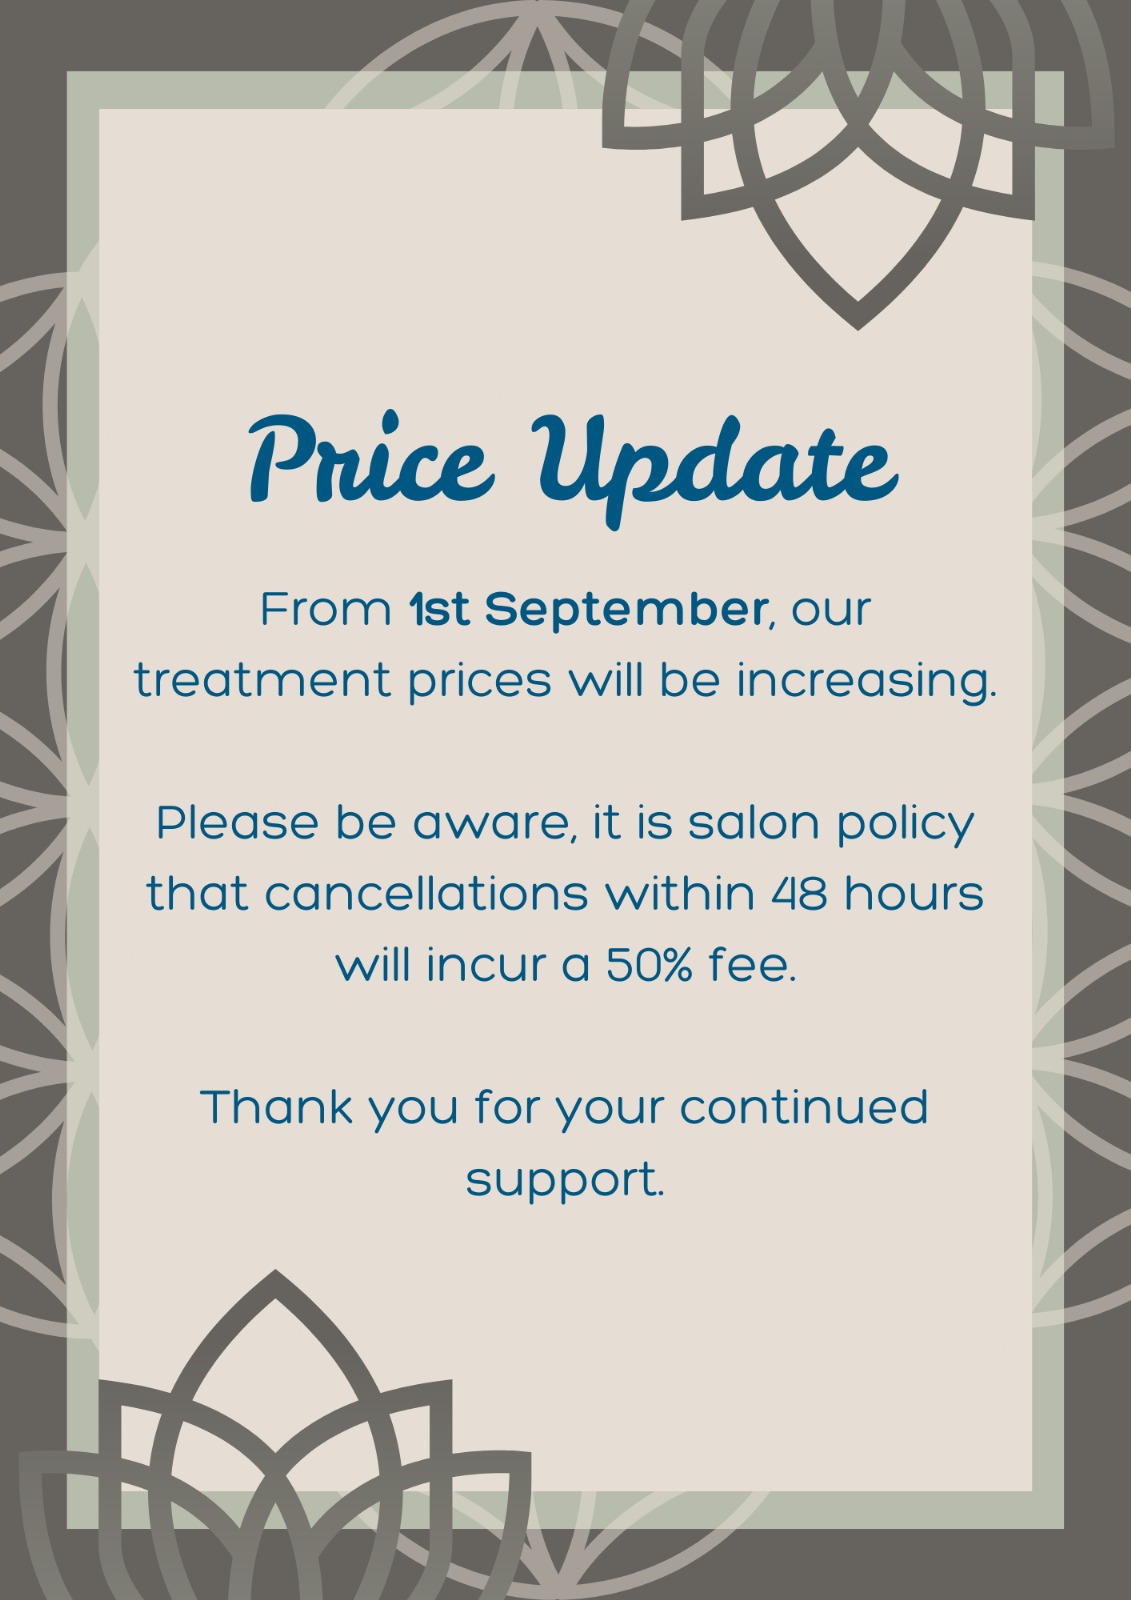 Price Update
From 1st September, our
treatment prices will be increasing.
Please be aware, it is salon policy
that cancellations within 48 hours
will incur a 50% fee.
Thank you for your continued
support.